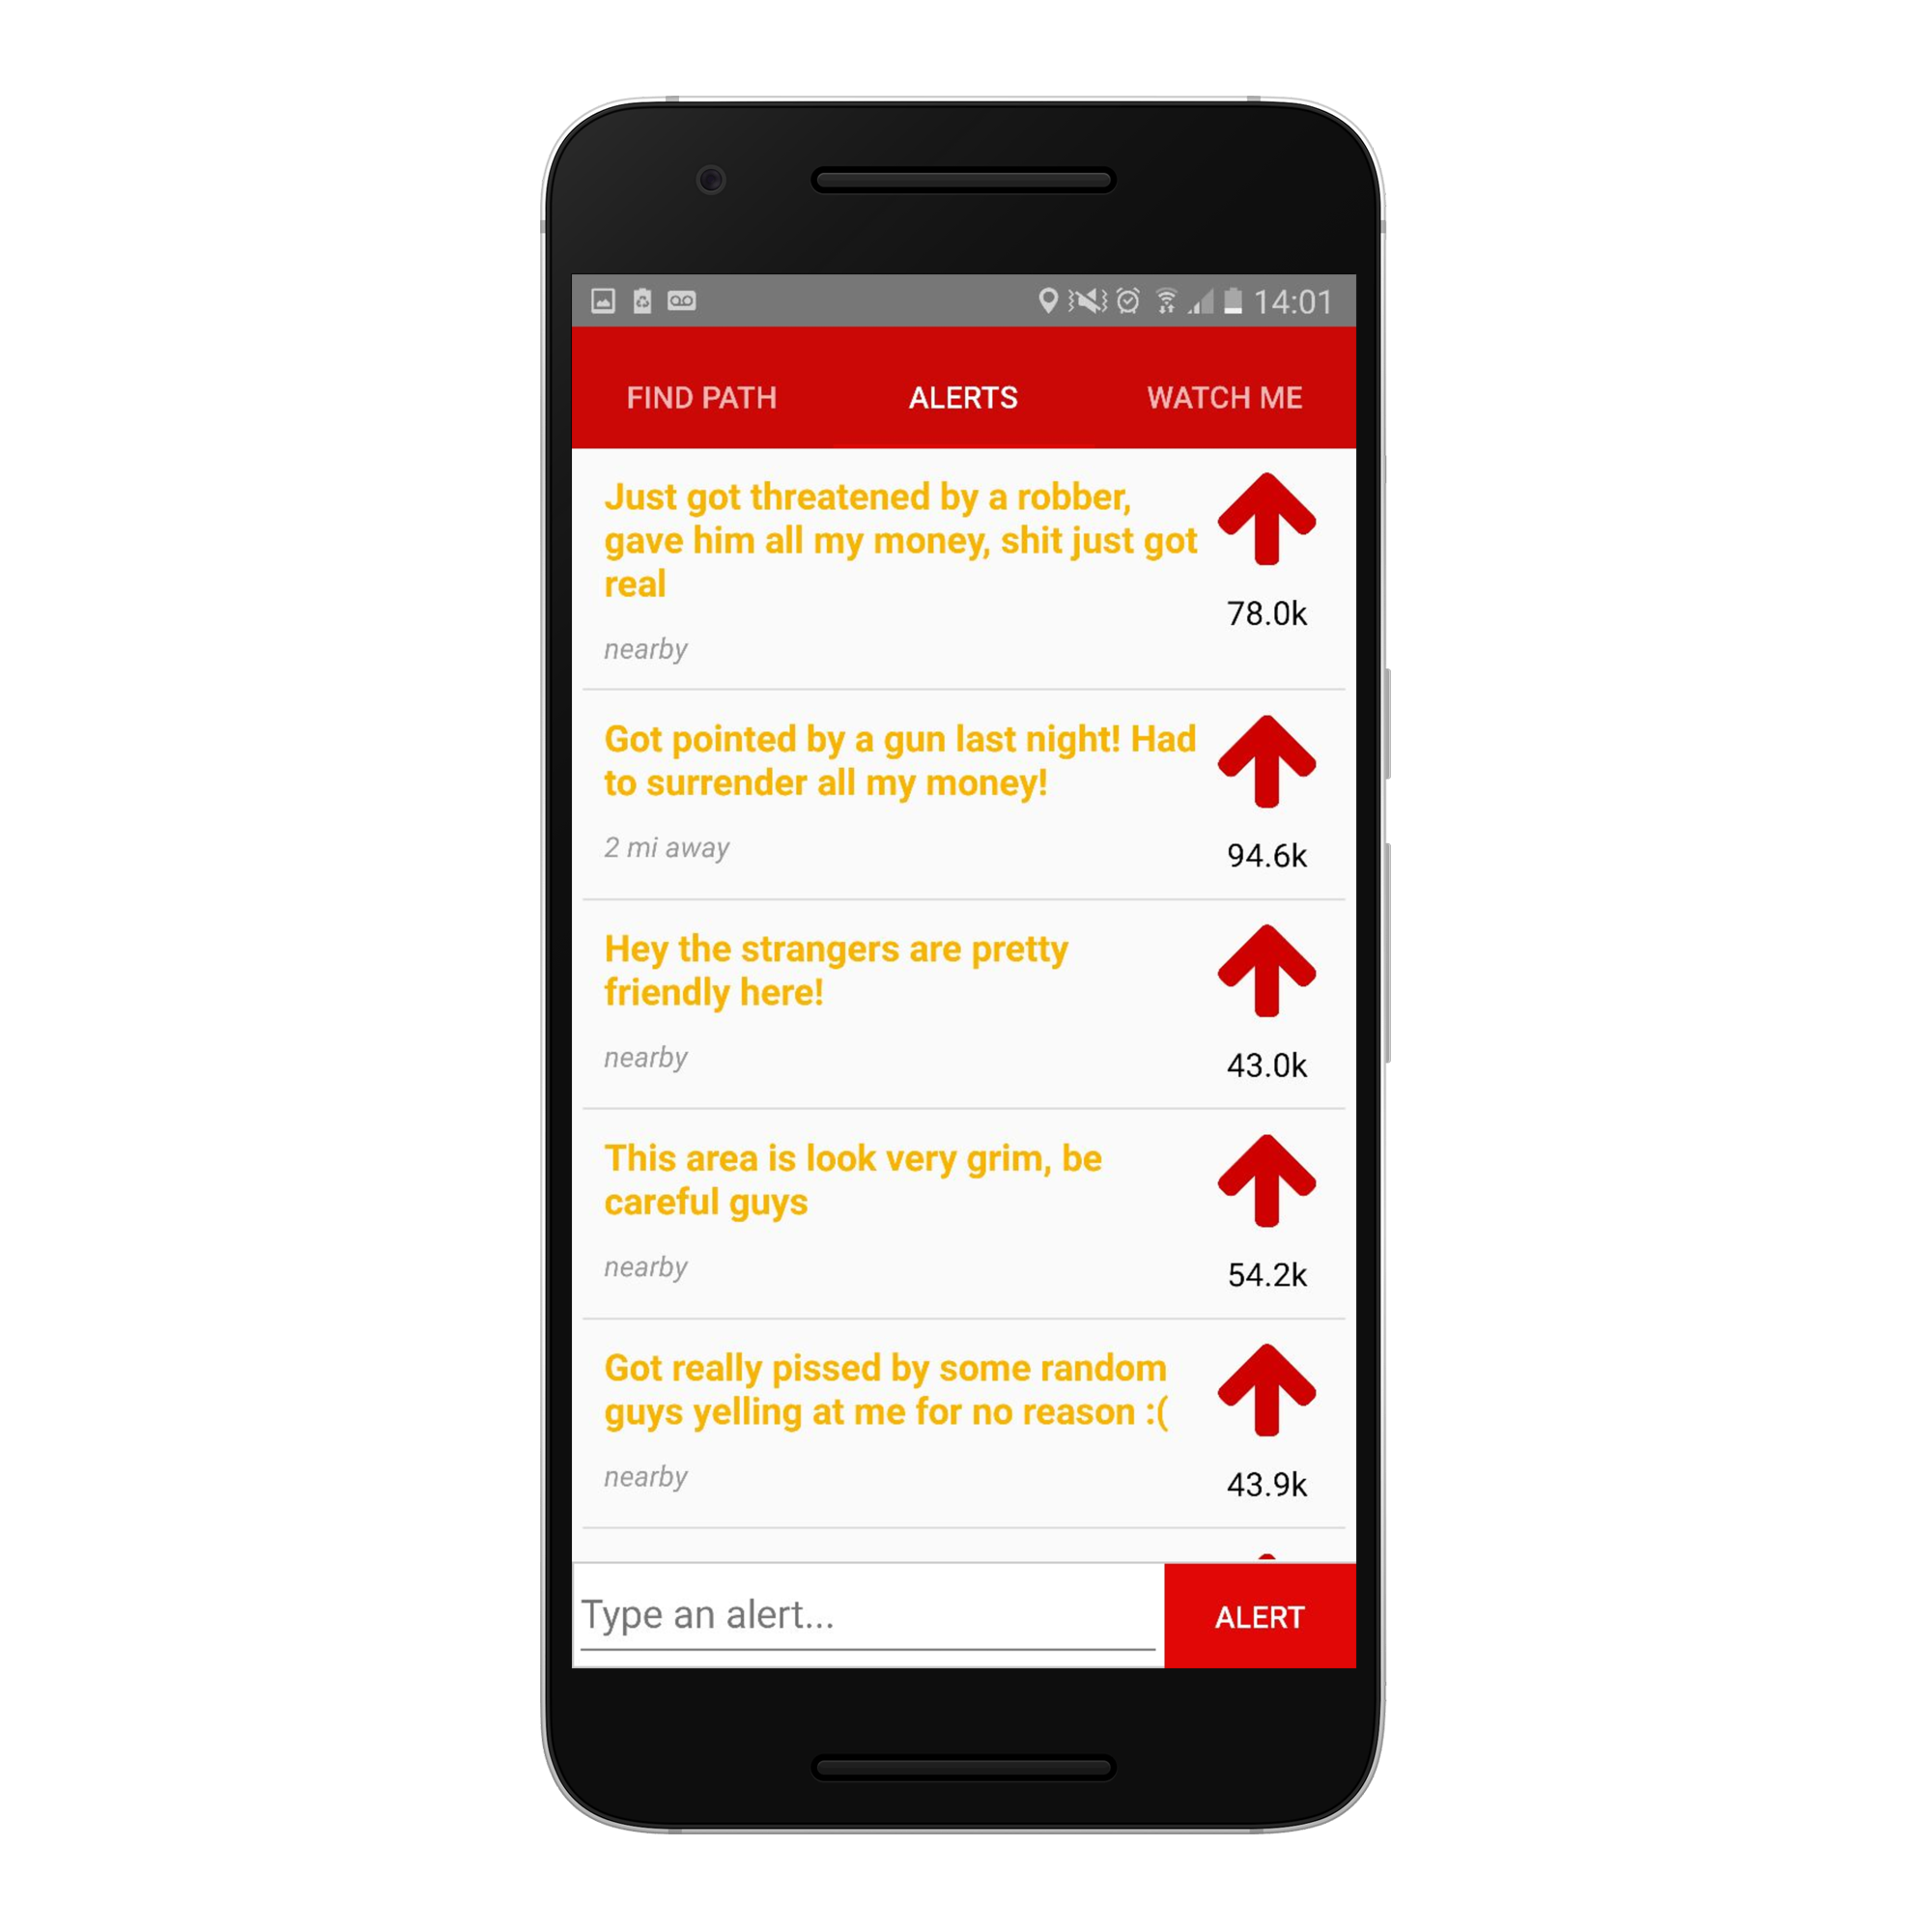 14:01
FIND PATH ALERTS WATCH ME
Just got threatened by a robber,
gave him all my money, shit just got
real
78.0k
nearby
Got pointed by a gun last night! Had
to surrender all my money!
2 mi away
94.6k
Hey the strangers are pretty
friendly here!
nearby
43.0k
This area is look very grim, be
careful guys
nearby
54.2k
Got really pissed by some random
guys yelling at me for no reason :(
nearby
43.9k
Type an alert...
ALERT